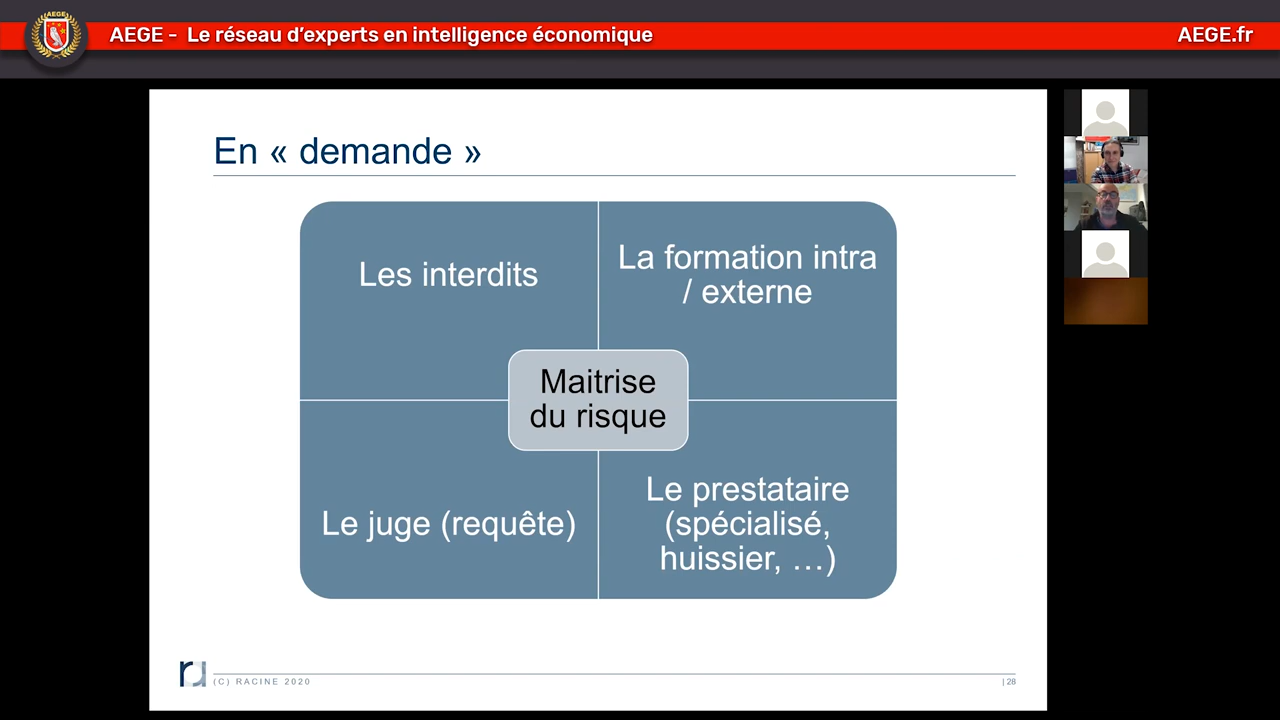 AEGE
AEGE - Le réseau d'experts en intelligence économique
AEGE.fr
En « demande »
Les interdits
La formation intra
/ externe
Maitrise
du risque
Le juge (requête)
Le prestataire
(spécialisé,
huissier, …)
(C) RACINE 2020
| 28